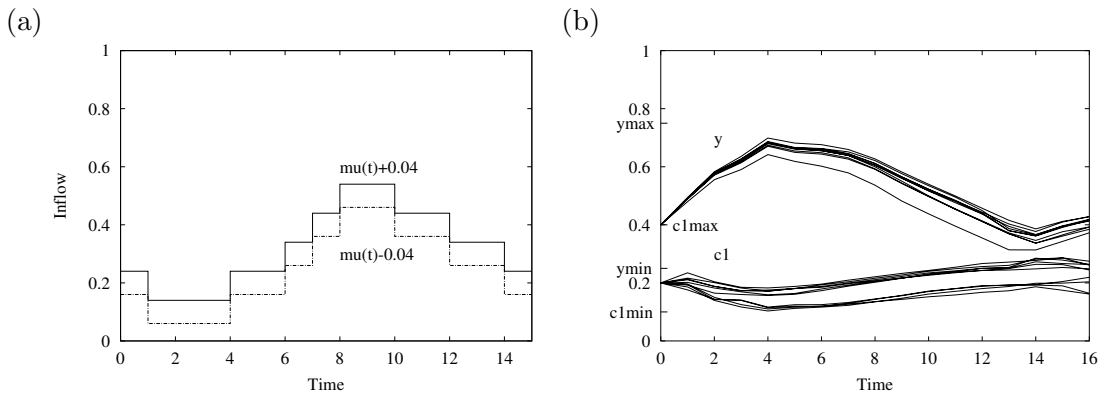 (a)
1
0.8
0.6
0.4
0.2
0
Inflow
mu(t)+0.04
mu(t)-0.04
0 2 4 6 8 10 12 14
Time
(b)
1
0.8
ymax
0.6
0.4
c1max
ymin
0.2
c1min
0
y
c1
0 2 4 6 8 10 12 14 16
Time